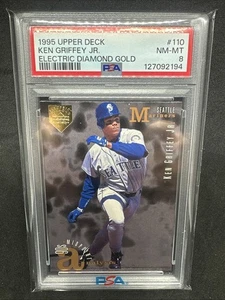 1995 UPPER DECK #110
KEN GRIFFEY JR. NM-MT
ELECTRIC DIAMOND GOLD 8
PSA 127092194
SEATTLE
Mariners
KEN GRIFFEY JR.
PSA